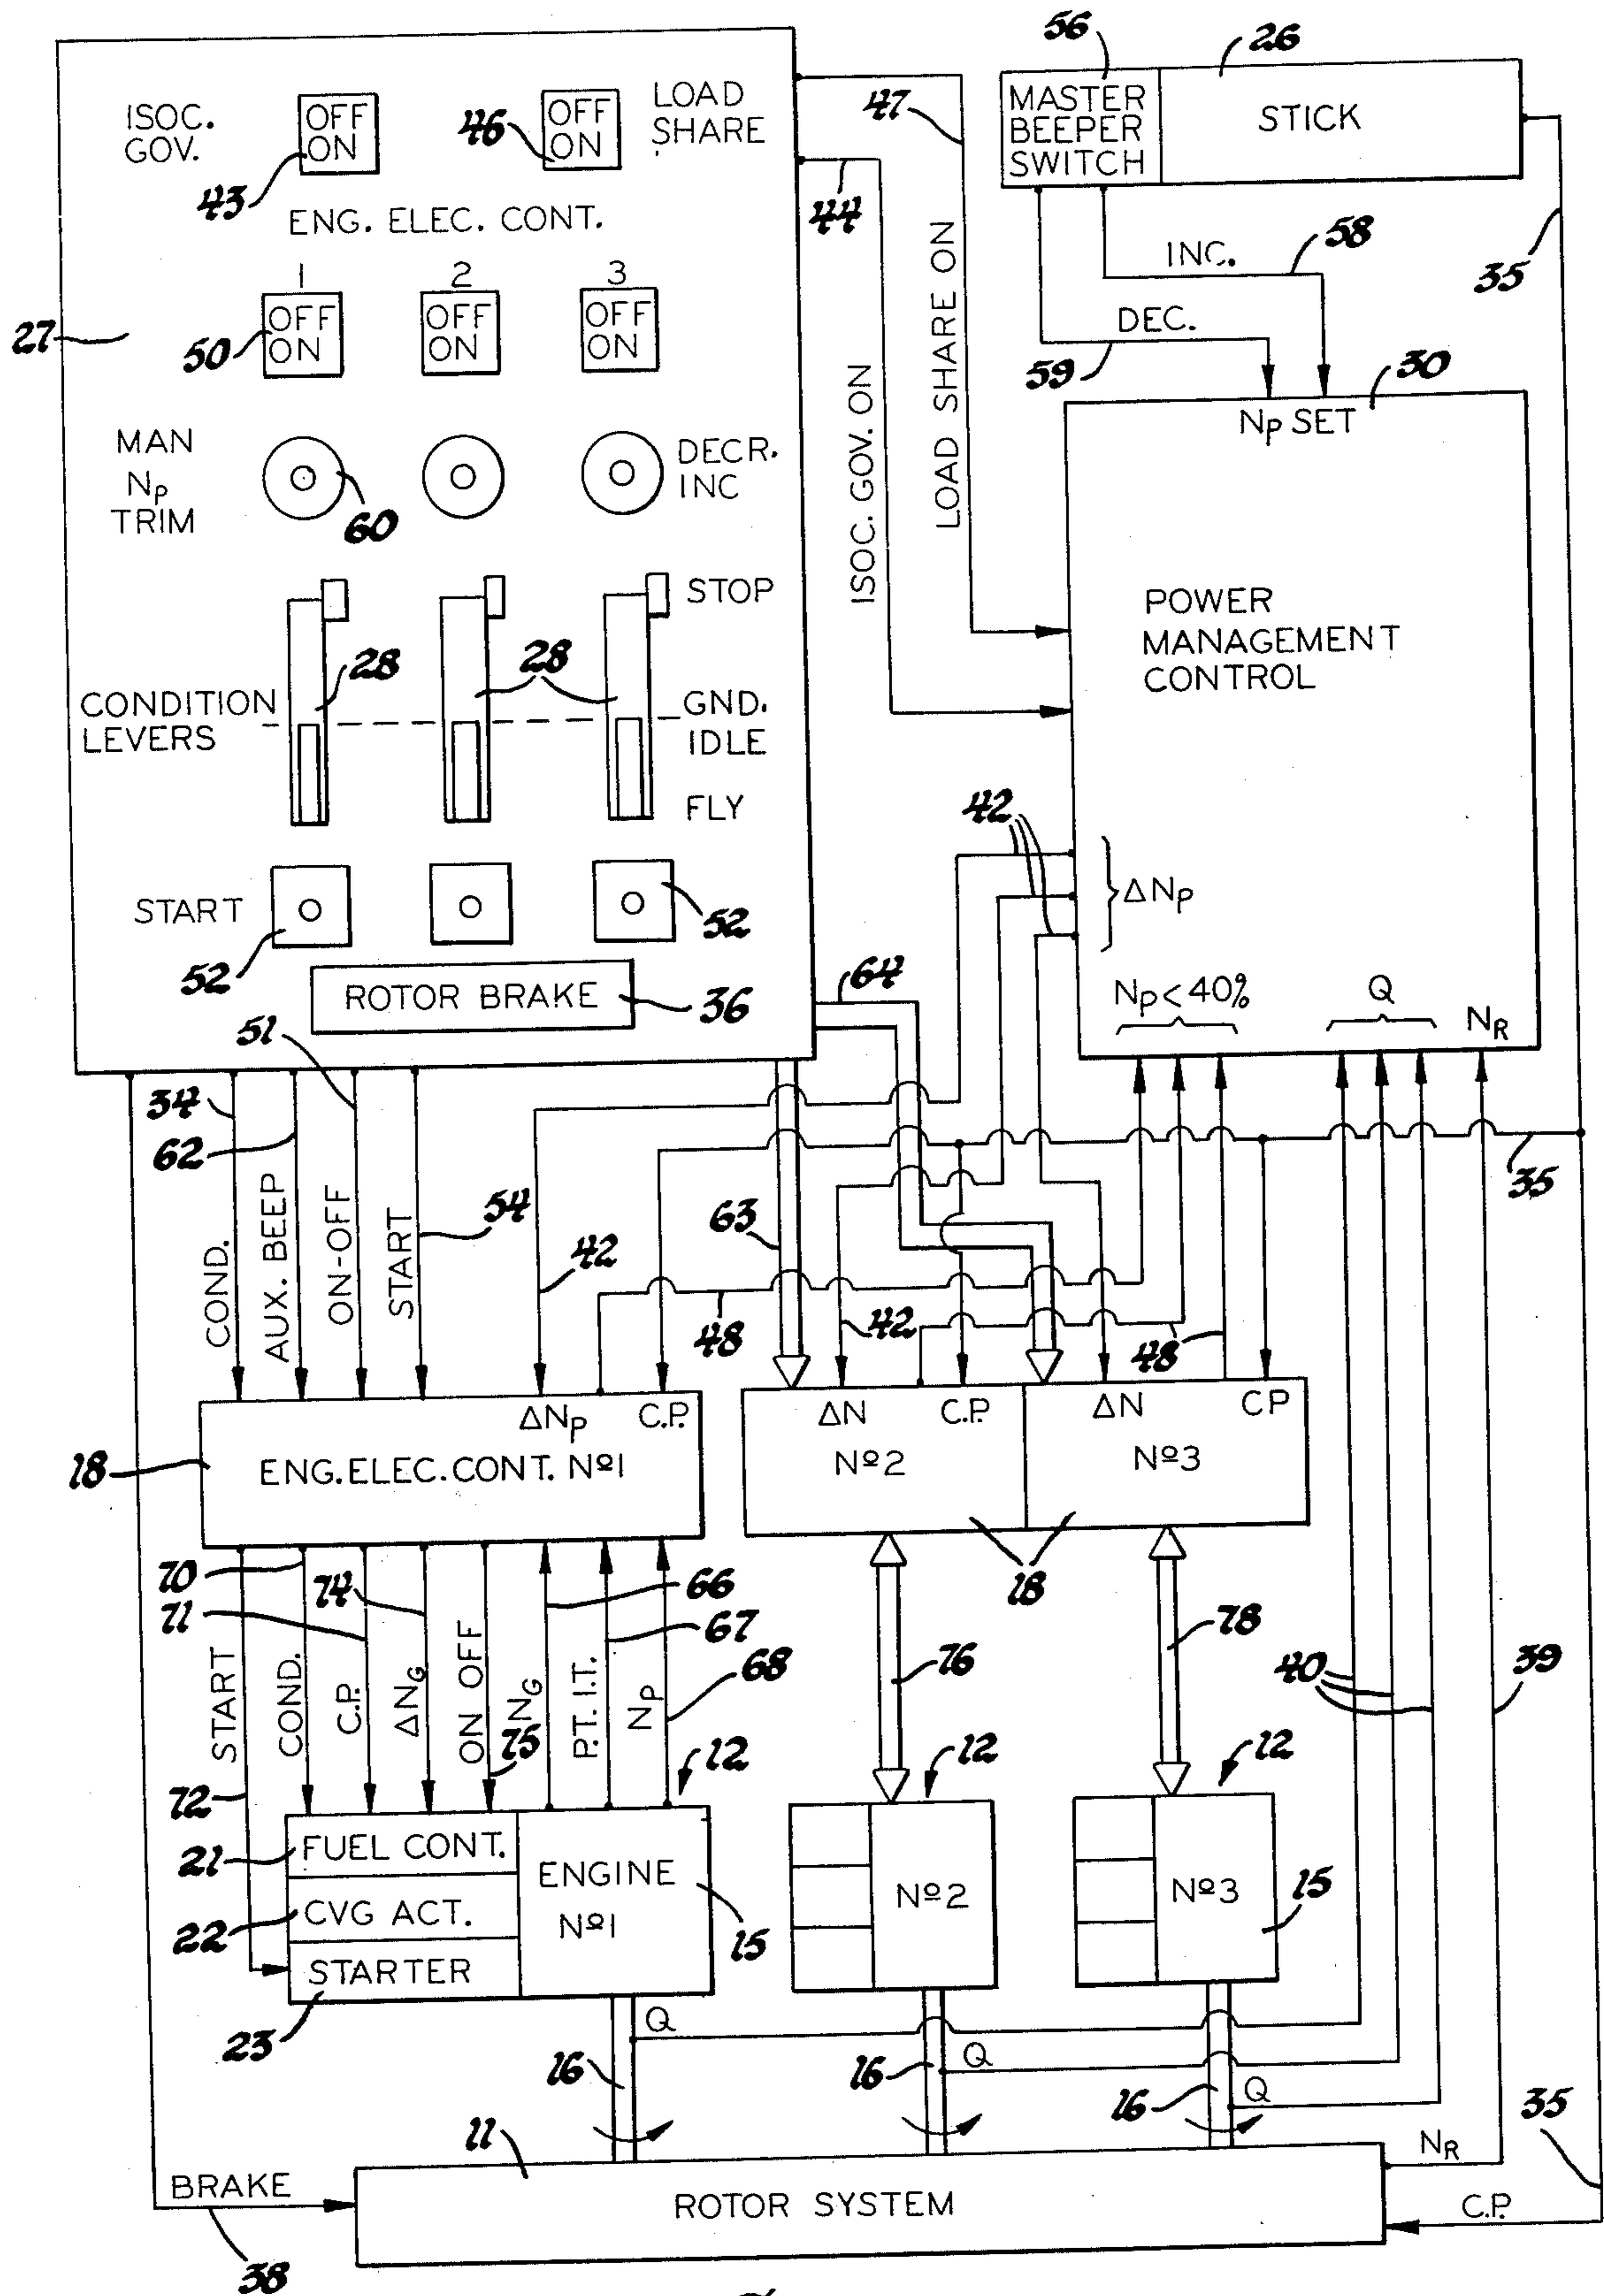 56
26
ISOC.
GOV.
OFF
ON
43
46
OFF
ON
LOAD
SHARE
47
MASTER
BEEPER
SWITCH
STICK
44
ENG. ELEC. CONT.
INC.
58
35
DEC.
59
27
1
2
3
50
OFF
ON
OFF
ON
OFF
ON
ISOC. GOV. ON
LOAD SHARE ON
30
Np SET
MAN
Np
TRIM
60
DECR.
INC
POWER
MANAGEMENT
CONTROL
STOP
28
28
CONDITION
LEVERS
GND.
IDLE
FLY
42
ΔNp
START
52
52
ROTOR BRAKE
36
64
Np<40%
Q
NR
51
34
62
COND.
AUX. BEEP
ON-OFF
START
54
42
63
35
48
42
48
18
ΔNp
C.P.
ENG.ELEC.CONT. Nº1
ΔN
C.P.
Nº2
ΔN
CP
Nº3
18
70
71
74
66
67
68
72
START
COND.
C.P.
ΔNG
ON OFF
75
NG
P.T.I.T.
Np
76
78
40
39
12
12
12
21
FUEL CONT.
22
CVG ACT.
23
STARTER
ENGINE
Nº1
15
Nº2
Nº3
15
Q
Q
Q
16
16
16
11
ROTOR SYSTEM
BRAKE
38
NR
35
C.P.